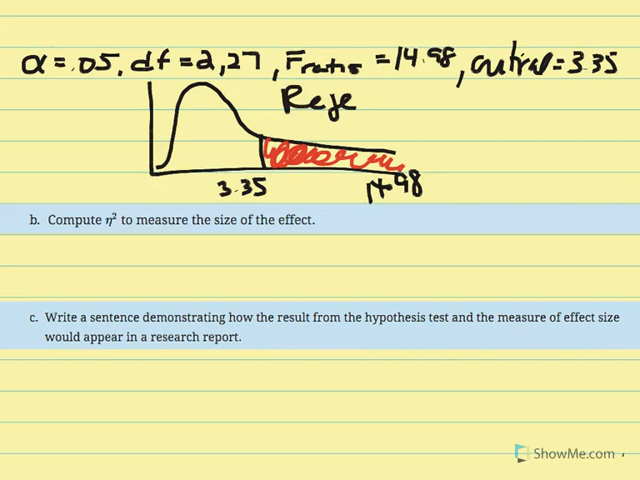 α = .05, df = 2,27, Fratio = 14.98, critical = 3.35
Reje
3.35 14.98
b. Compute η² to measure the size of the effect.
c. Write a sentence demonstrating how the result from the hypothesis test and the measure of effect size
would appear in a research report.
ShowMe.com